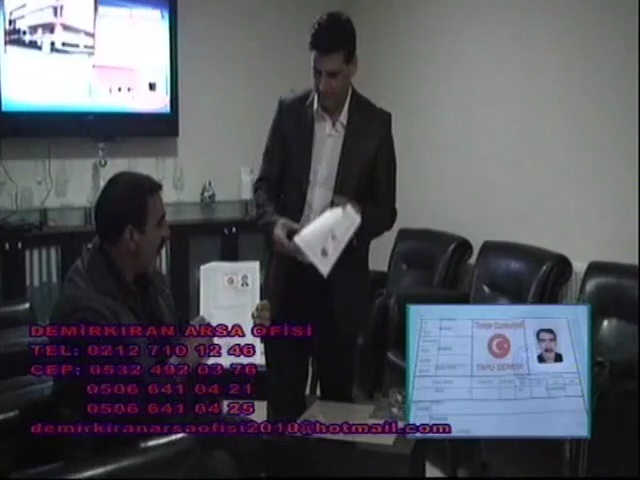 Türkiye Cumhuriyeti
TAPU SENEDİ
DEMİRKIRAN ARSA OFİSİ
TEL: 0212 710 12 46
CEP: 0532 492 03 76
0506 641 04 21
0506 641 04 25
demirkiranarsaofisi2010@hotmail.com